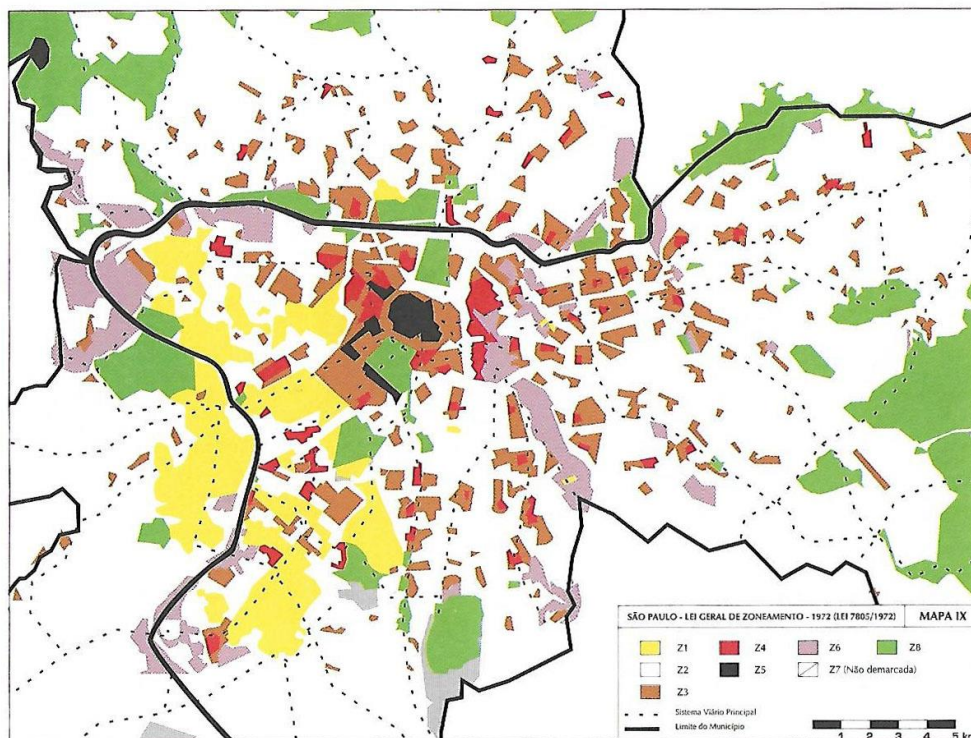 SÃO PAULO - LEI GERAL DE ZONEAMENTO - 1972 (LEI 7805/1972)
MAPA IX
Z1 Z4 Z6 Z8
Z2 Z5 Z7 (Não demarcada)
Z3
Sistema Viário Principal
Limite do Município
1 2 3 4 5 km